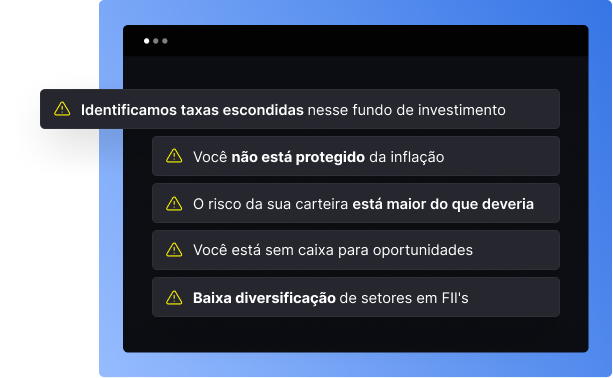 Identificamos taxas escondidas nesse fundo de investimento
Você não está protegido da inflação
O risco da sua carteira está maior do que deveria
Você está sem caixa para oportunidades
Baixa diversificação de setores em FII's